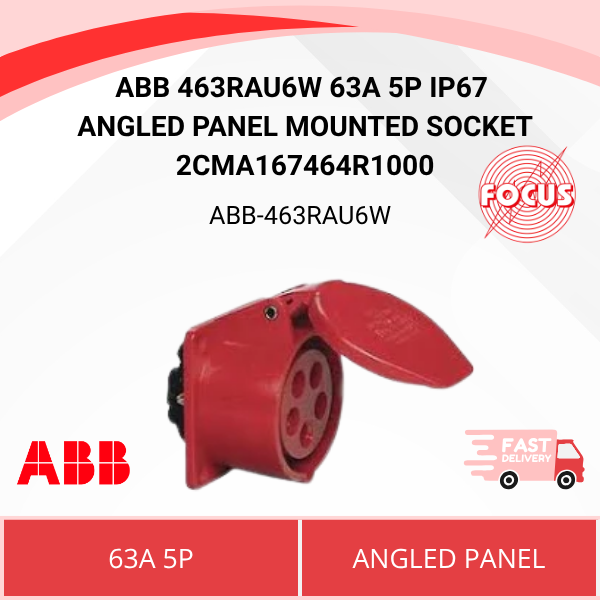 ABB 463RAU6W 63A 5P IP67
ANGLED PANEL MOUNTED SOCKET
2CMA167464R1000
FOCUS
ABB-463RAU6W
ABB
FAST
DELIVERY
63A 5P
ANGLED PANEL